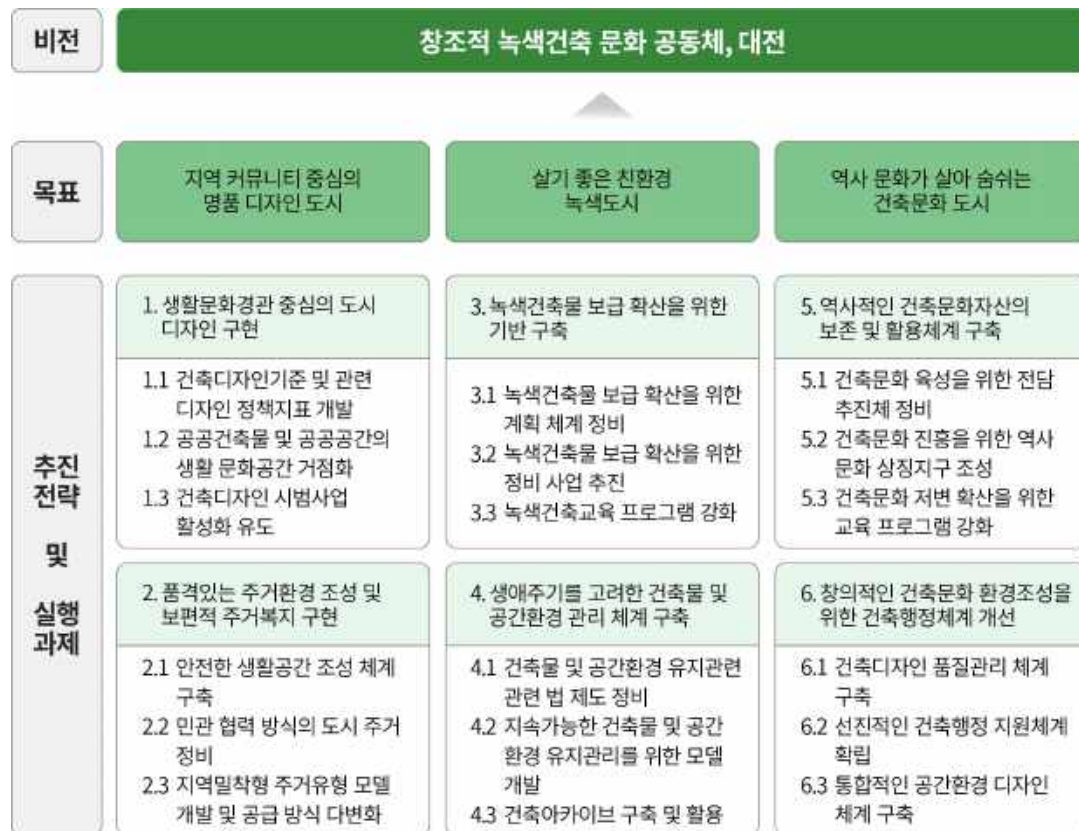 비전
창조적 녹색건축 문화 공동체, 대전
목표
지역 커뮤니티 중심의
명품 디자인 도시
살기 좋은 친환경
녹색도시
역사 문화가 살아 숨쉬는
건축문화 도시
추진
전략
및
실행
과제
1. 생활문화경관 중심의 도시
디자인 구현
1.1 건축디자인기준 및 관련
디자인 정책지표 개발
1.2 공공건축물 및 공공공간의
생활 문화공간 거점화
1.3 건축디자인 시범사업
활성화 유도
3. 녹색건축물 보급 확산을 위한
기반 구축
3.1 녹색건축물 보급 확산을 위한
계획 체계 정비
3.2 녹색건축물 보급 확산을 위한
정비 사업 추진
3.3 녹색건축교육 프로그램 강화
5. 역사적인 건축문화자산의
보존 및 활용체계 구축
5.1 건축문화 육성을 위한 전담
추진체 정비
5.2 건축문화 진흥을 위한 역사
문화 상징지구 조성
5.3 건축문화 저변 확산을 위한
교육 프로그램 강화
2. 품격있는 주거환경 조성 및
보편적 주거복지 구현
2.1 안전한 생활공간 조성 체계
구축
2.2 민관 협력 방식의 도시 주거
정비
2.3 지역밀착형 주거유형 모델
개발 및 공급 방식 다변화
4. 생애주기를 고려한 건축물 및
공간환경 관리 체계 구축
4.1 건축물 및 공간환경 유지관련
관련 법 제도 정비
4.2 지속가능한 건축물 및 공간
환경 유지관리를 위한 모델
개발
4.3 건축아카이브 구축 및 활용
6. 창의적인 건축문화 환경조성을
위한 건축행정체계 개선
6.1 건축디자인 품질관리 체계
구축
6.2 선진적인 건축행정 지원체계
확립
6.3 통합적인 공간환경 디자인
체계 구축